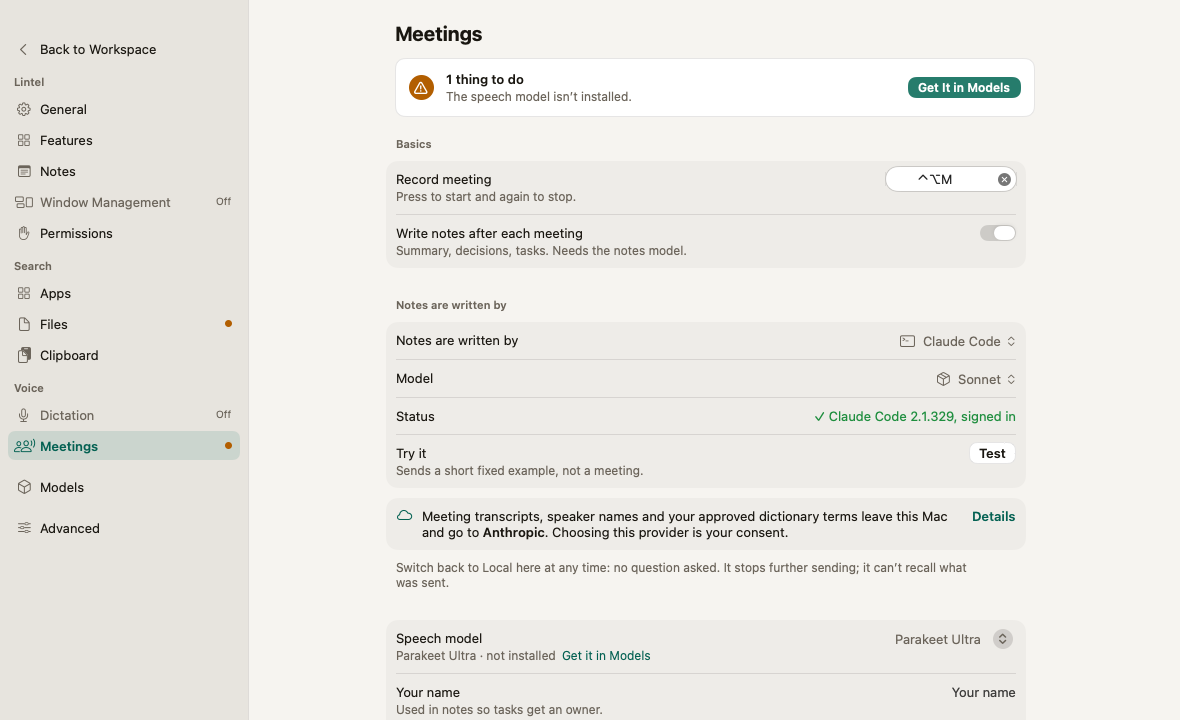 Back to Workspace
Lintel
General
Features
Notes
Window Management Off
Permissions
Search
Apps
Files
Clipboard
Voice
Dictation Off
Meetings
Models
Advanced
Meetings
1 thing to do
The speech model isn’t installed.
Get It in Models
Basics
Record meeting
Press to start and again to stop.
⌃⌥M
Write notes after each meeting
Summary, decisions, tasks. Needs the notes model.
Notes are written by
Notes are written by Claude Code
Model Sonnet
Status ✓ Claude Code 2.1.329, signed in
Try it
Sends a short fixed example, not a meeting.
Test
Meeting transcripts, speaker names and your approved dictionary terms leave this Mac
and go to Anthropic. Choosing this provider is your consent.
Details
Switch back to Local here at any time: no question asked. It stops further sending; it can’t recall what
was sent.
Speech model Parakeet Ultra
Parakeet Ultra · not installed Get it in Models
Your name Your name
Used in notes so tasks get an owner.